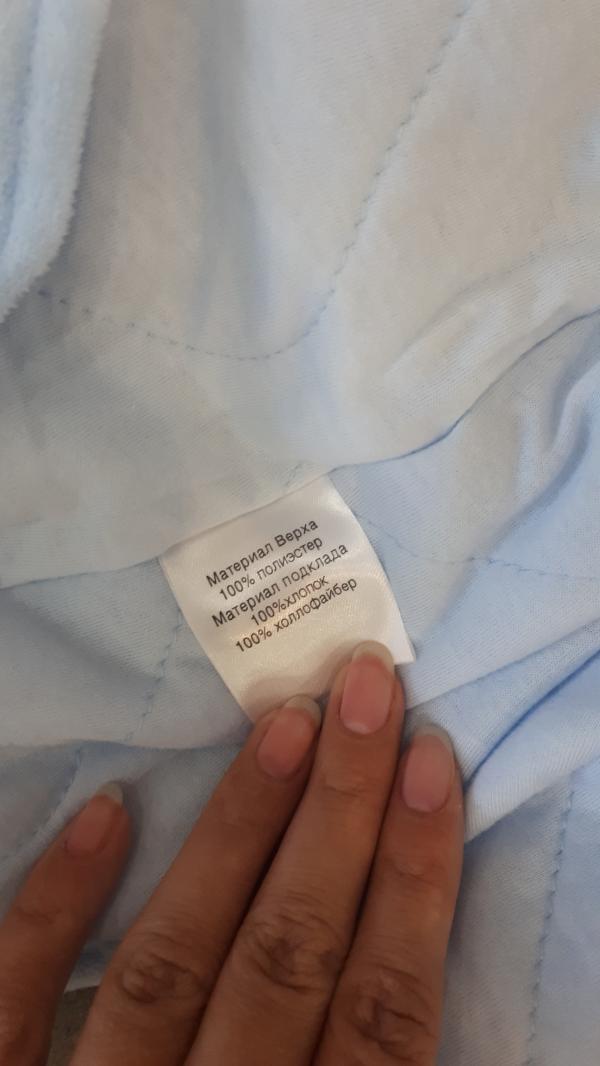 Материал Верха
100% полиэстер
Материал подклада
100%хлопок
100% холлофайбер